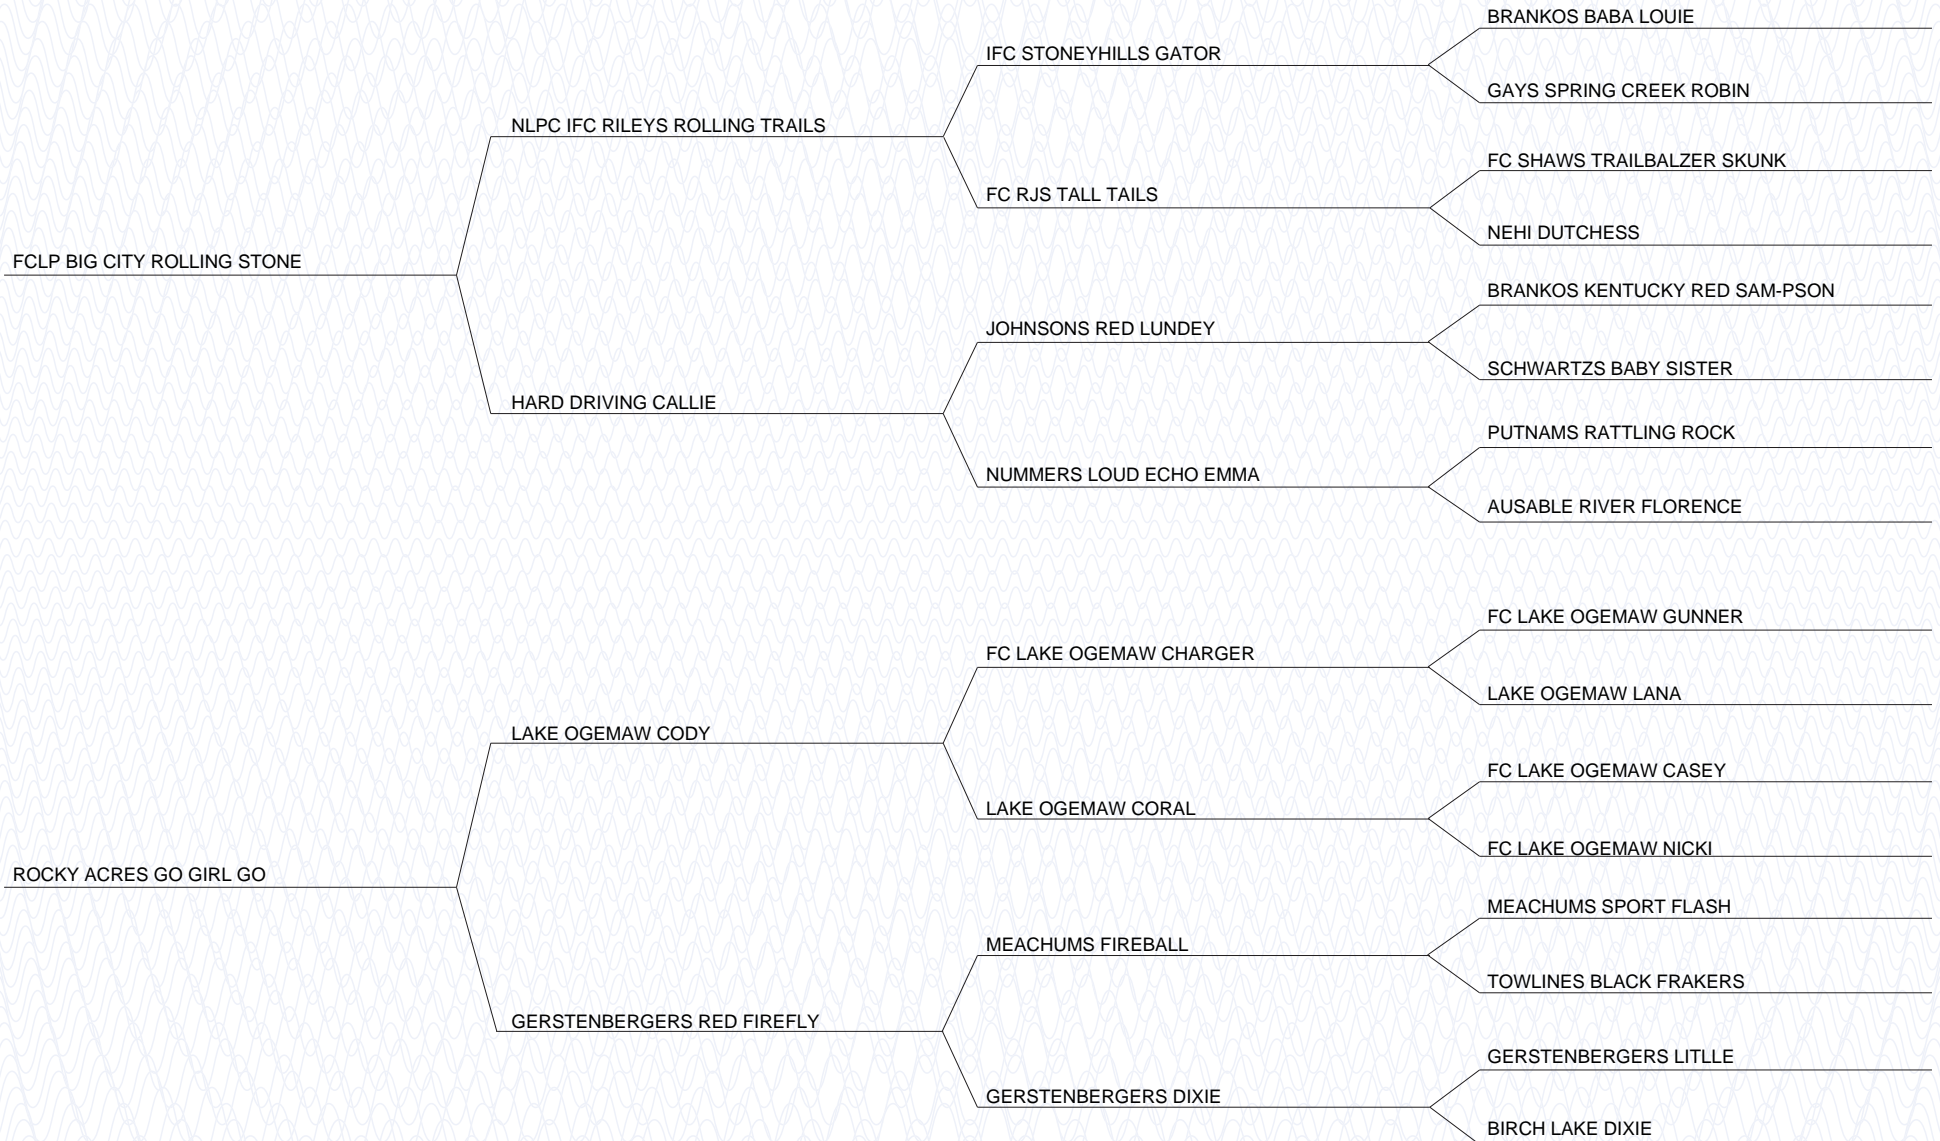 BRANKOS BABA LOUIE
IFC STONEYHILLS GATOR
GAYS SPRING CREEK ROBIN
NLPC IFC RILEYS ROLLING TRAILS
FC SHAWS TRAILBALZER SKUNK
FC RJS TALL TAILS
NEHI DUTCHESS
FCLP BIG CITY ROLLING STONE
BRANKOS KENTUCKY RED SAM-PSON
JOHNSONS RED LUNDEY
SCHWARTZS BABY SISTER
HARD DRIVING CALLIE
PUTNAMS RATTLING ROCK
NUMMERS LOUD ECHO EMMA
AUSABLE RIVER FLORENCE
FC LAKE OGEMAW GUNNER
FC LAKE OGEMAW CHARGER
LAKE OGEMAW LANA
LAKE OGEMAW CODY
FC LAKE OGEMAW CASEY
LAKE OGEMAW CORAL
FC LAKE OGEMAW NICKI
ROCKY ACRES GO GIRL GO
MEACHUMS SPORT FLASH
MEACHUMS FIREBALL
TOWLINES BLACK FRAKERS
GERSTENBERGERS RED FIREFLY
GERSTENBERGERS LITLLE
GERSTENBERGERS DIXIE
BIRCH LAKE DIXIE